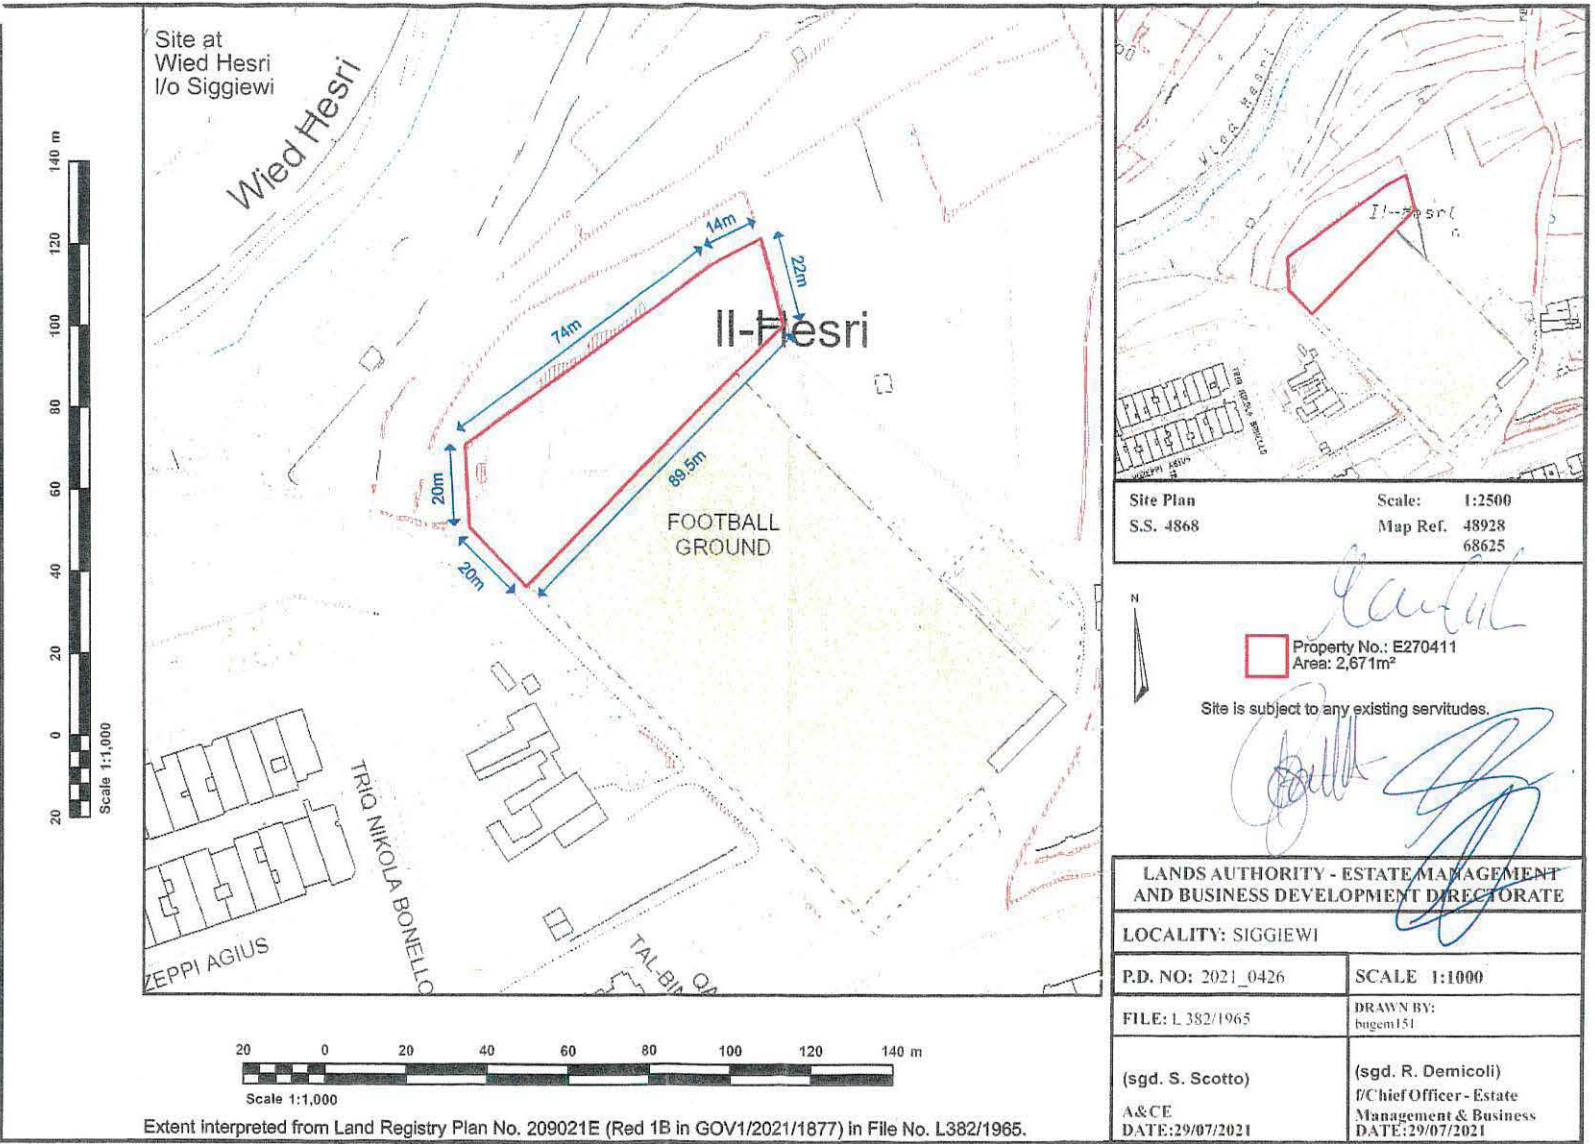 Site at
Wied Hesri
l/o Siggiewi
Wied Ħesri
14m
22m
74m
Il-Ħesri
89.5m
20m
20m
FOOTBALL
GROUND
TRIQ NIKOLA BONELLO
ZEPPI AGIUS
TAL-BIN
QA
140 m
120
100
80
60
40
20
0
20
Scale 1:1,000
20 0 20 40 60 80 100 120 140 m
Scale 1:1,000
Extent interpreted from Land Registry Plan No. 209021E (Red 1B in GOV1/2021/1877) in File No. L382/1965.
Wied Ħesri
Il-Ħesri
Site Plan Scale: 1:2500
S.S. 4868 Map Ref. 48928
68625
N
Property No.: E270411
Area: 2,671m²
Site is subject to any existing servitudes.
LANDS AUTHORITY - ESTATE MANAGEMENT
AND BUSINESS DEVELOPMENT DIRECTORATE
LOCALITY: SIGGIEWI
P.D. NO: 2021_0426 SCALE 1:1000
FILE: L 382/1965
DRAWN BY:
bugem151
(sgd. S. Scotto)
A&CE
DATE:29/07/2021
(sgd. R. Demicoli)
f/Chief Officer - Estate
Management & Business
DATE:29/07/2021